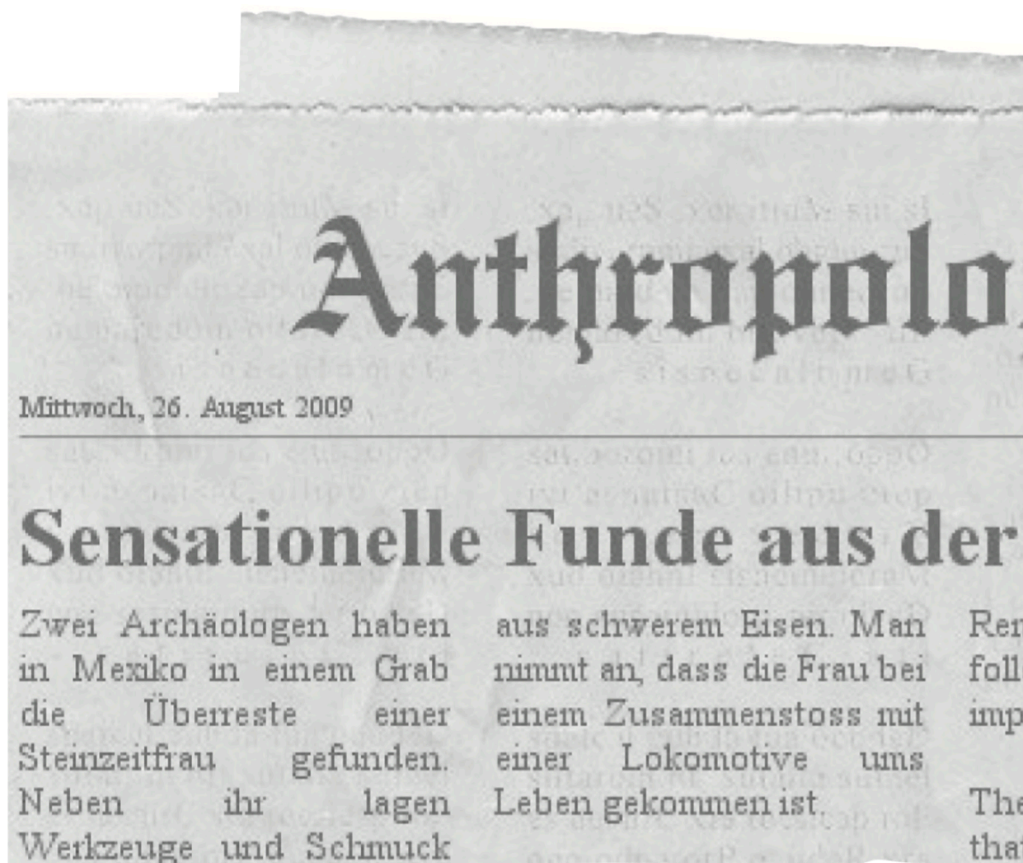 Anthropolo
Mittwoch, 26. August 2009
Sensationelle Funde aus der
Zwei Archäologen haben
in Mexiko in einem Grab
die Überreste einer
Steinzeitfrau gefunden.
Neben ihr lagen
Werkzeuge und Schmuck
aus schwerem Eisen. Man
nimmt an, dass die Frau bei
einem Zusammenstoss mit
einer Lokomotive ums
Leben gekommen ist.
Rer
foll
imp
The
that